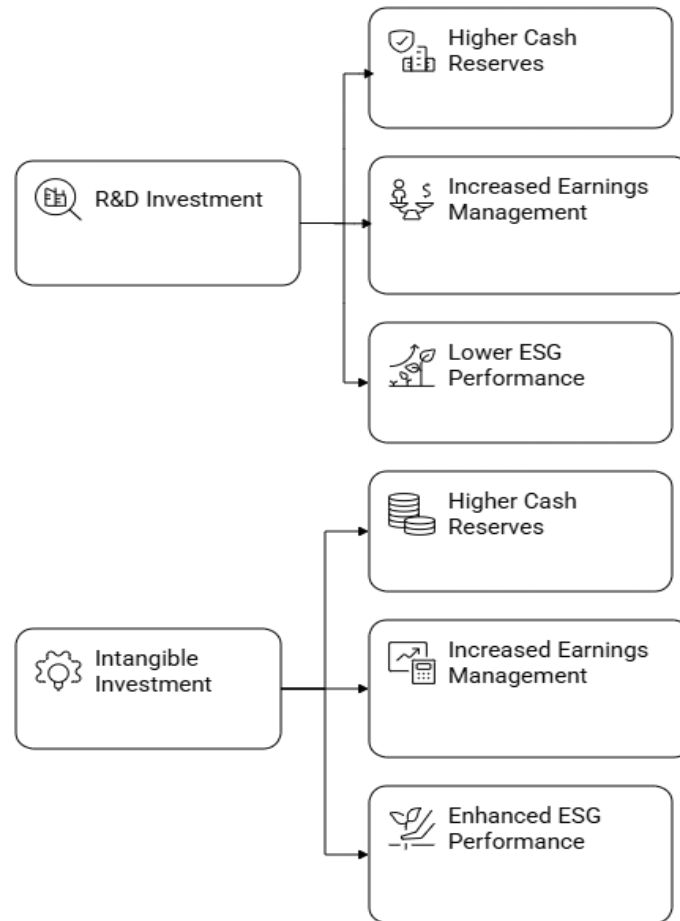 Higher Cash
Reserves
R&D Investment
Increased Earnings
Management
Lower ESG
Performance
Higher Cash
Reserves
Intangible
Investment
Increased Earnings
Management
Enhanced ESG
Performance